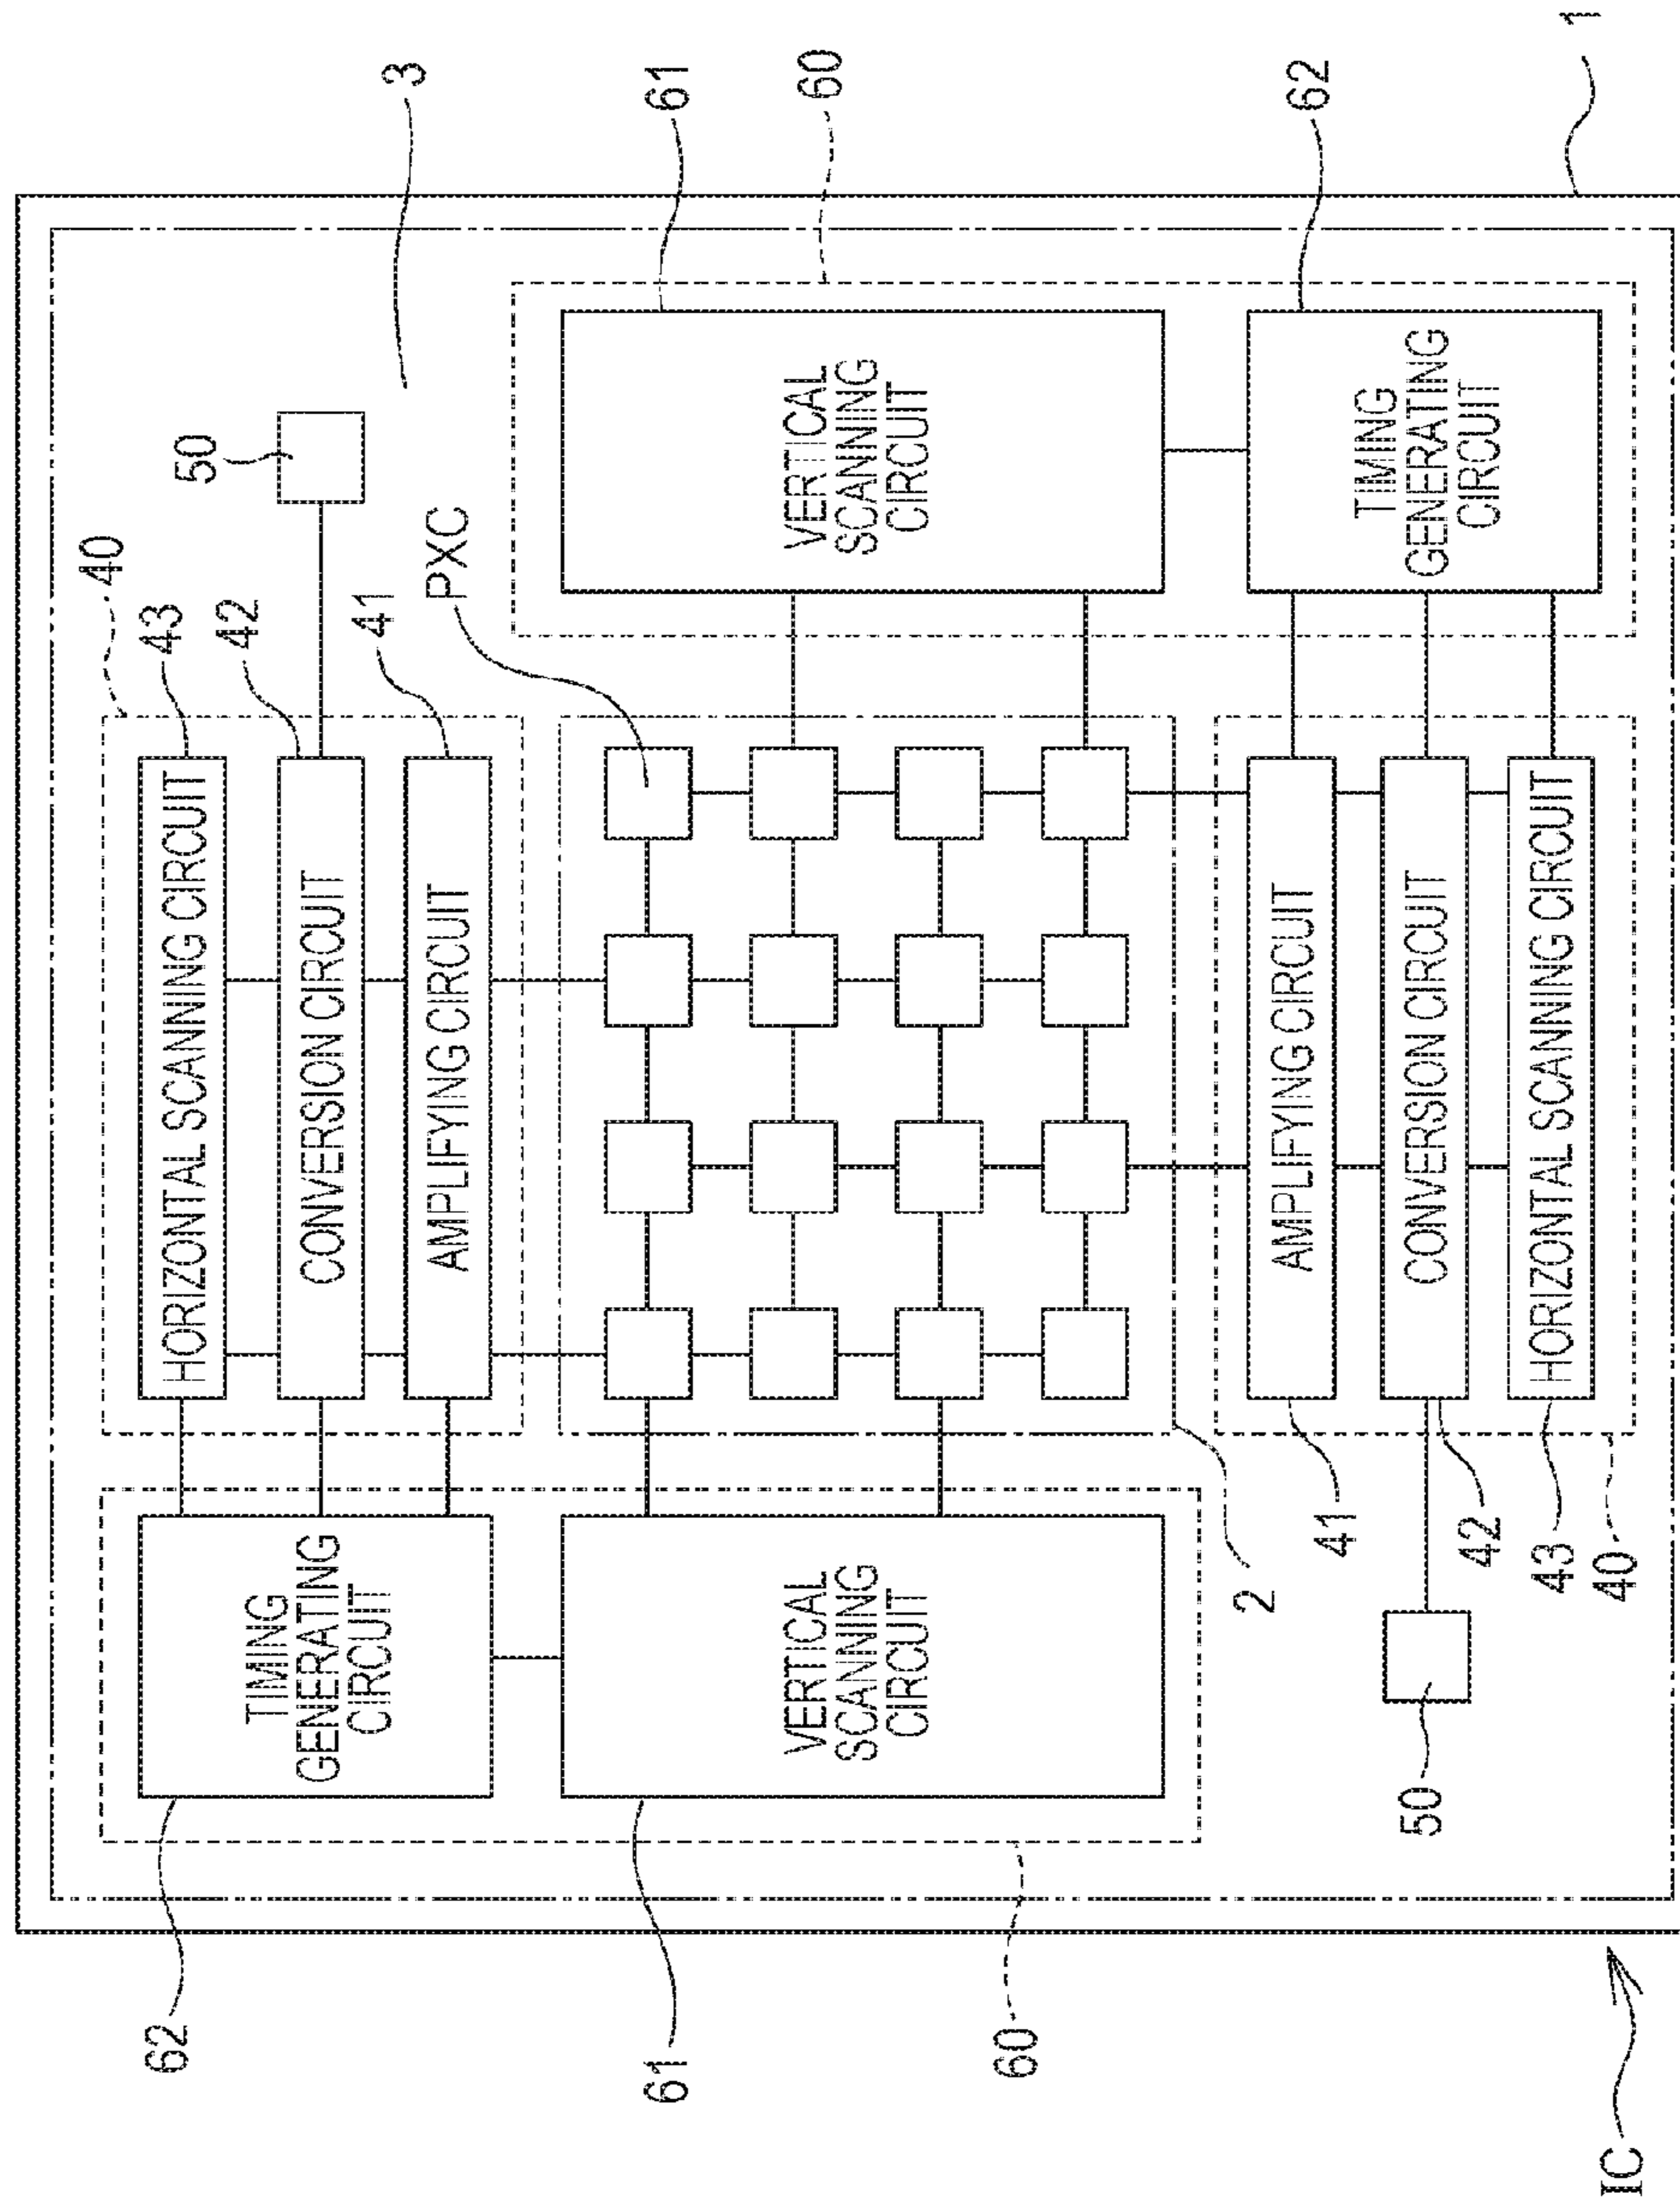 40
62
HORIZONTAL SCANNING CIRCUIT
43
50
42
TIMING
GENERATING
CIRCUIT
CONVERSION CIRCUIT
41
3
AMPLIFYING CIRCUIT
PXC
61
61
VERTICAL
SCANNING
CIRCUIT
VERTICAL
SCANNING
CIRCUIT
60
60
2
AMPLIFYING CIRCUIT
62
41
TIMING
GENERATING
CIRCUIT
50
CONVERSION CIRCUIT
42
HORIZONTAL SCANNING CIRCUIT
43
40
1
IC